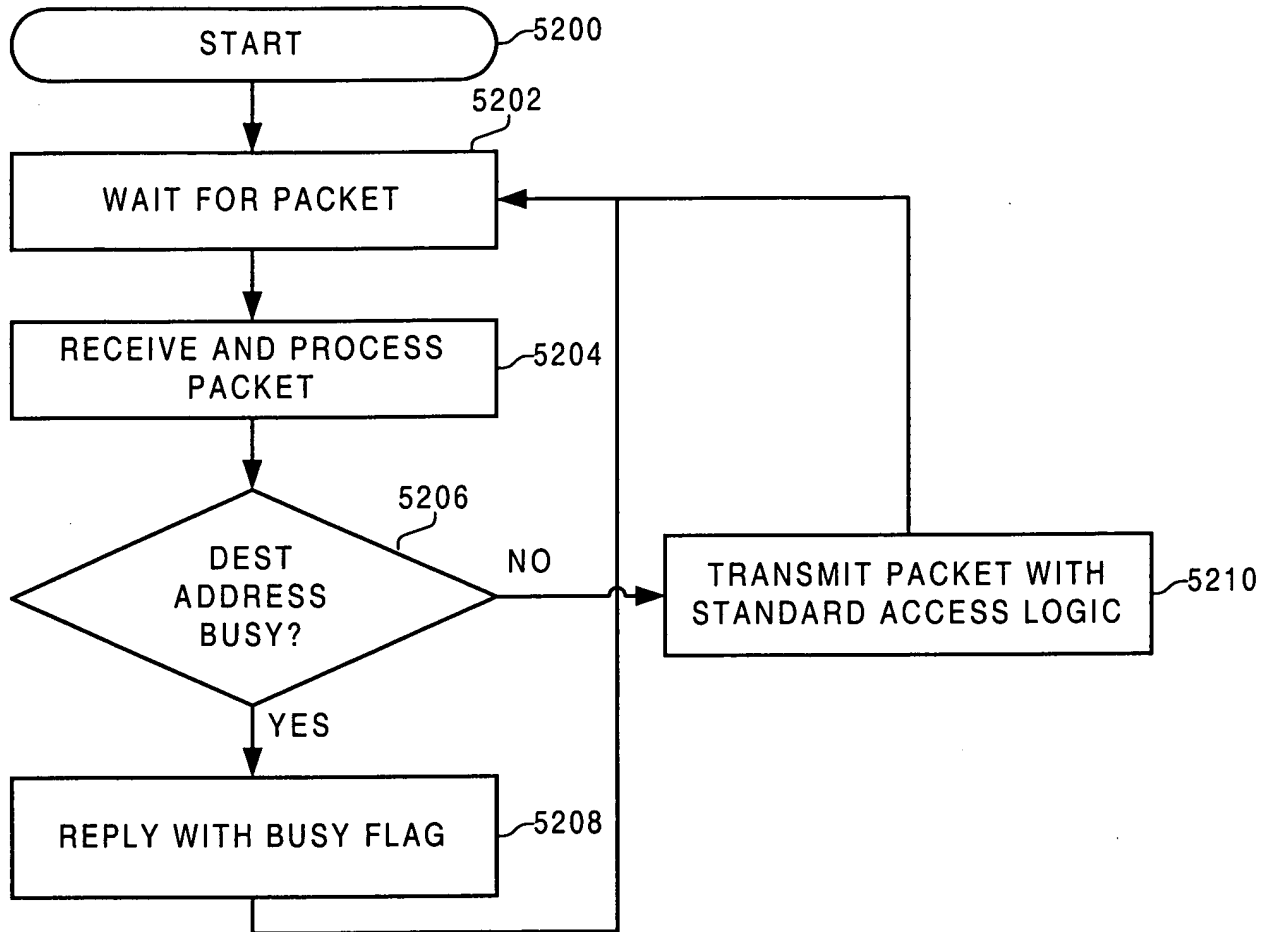 START
5200
5202
WAIT FOR PACKET
RECEIVE AND PROCESS
PACKET
5204
5206
DEST
ADDRESS
BUSY?
NO
TRANSMIT PACKET WITH
STANDARD ACCESS LOGIC
5210
YES
REPLY WITH BUSY FLAG
5208